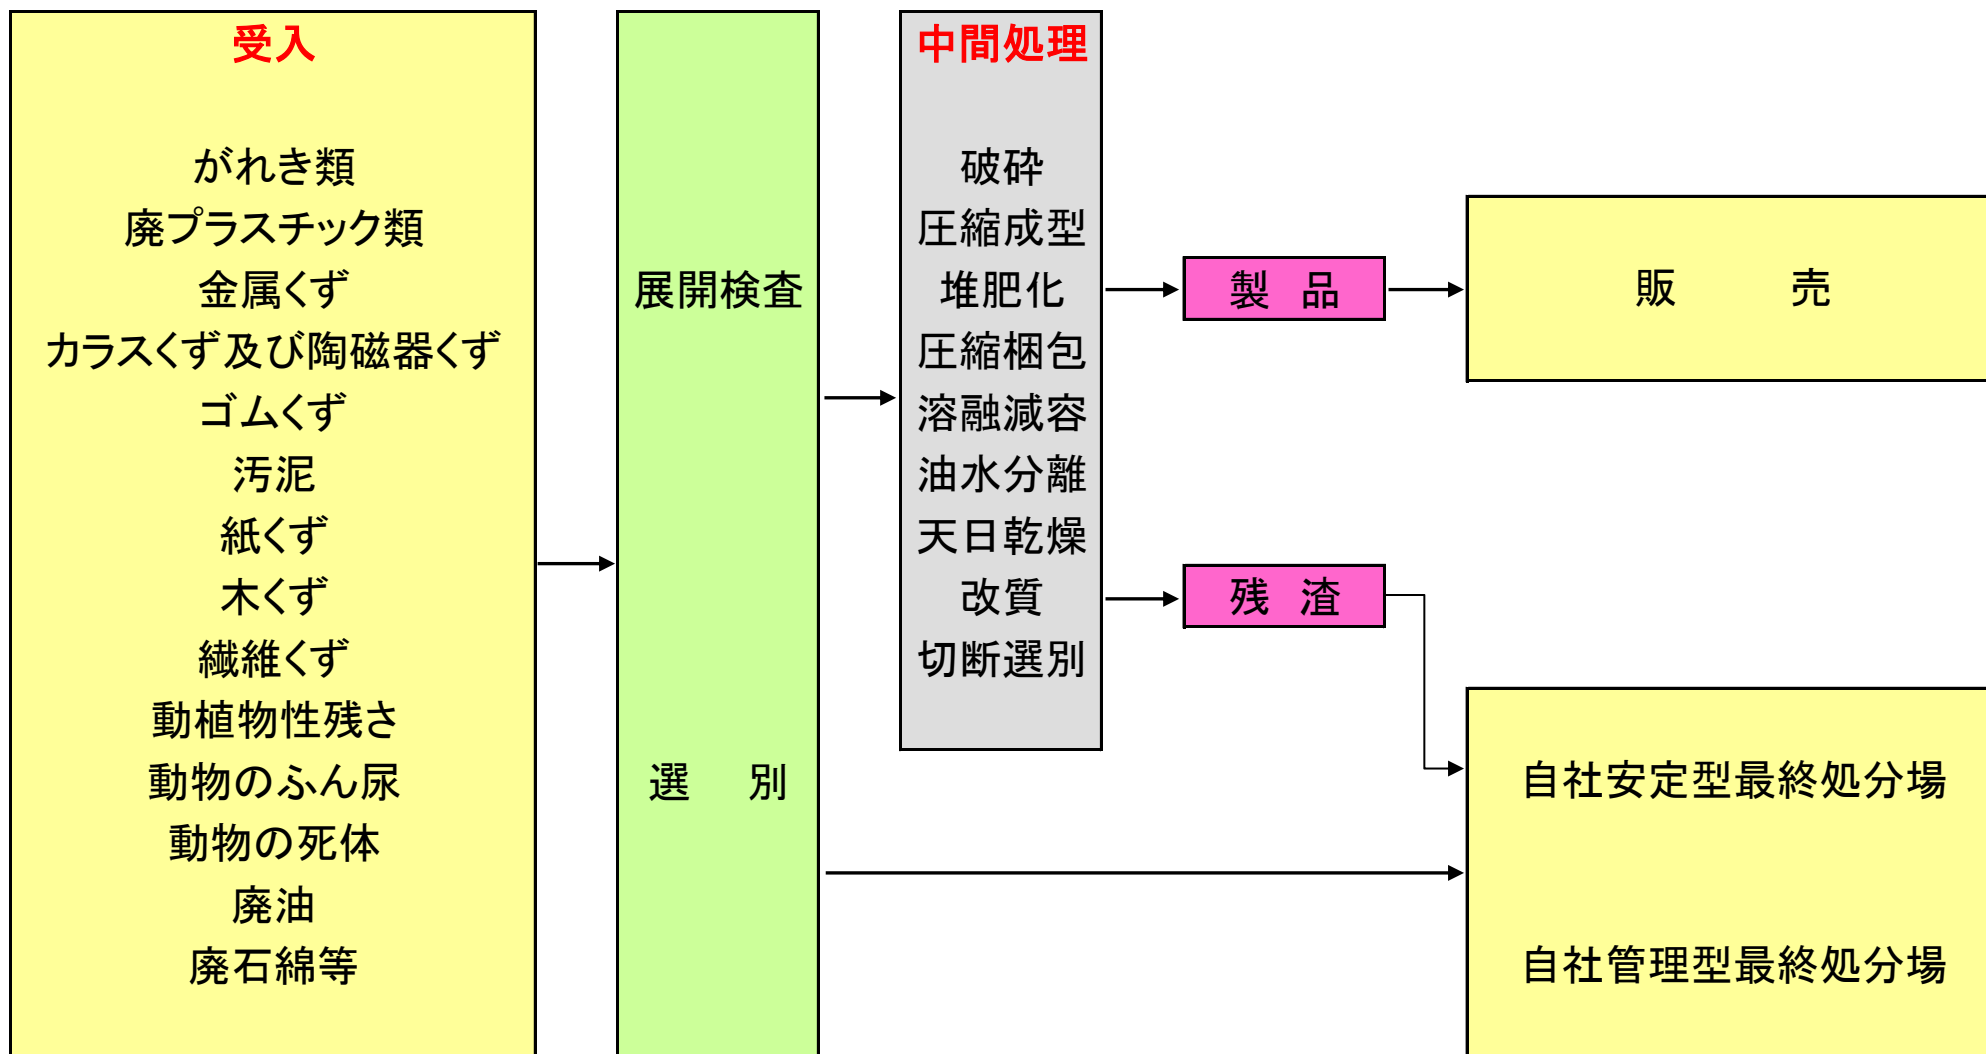 受入
がれき類
廃プラスチック類
金属くず
カラスくず及び陶磁器くず
ゴムくず
汚泥
紙くず
木くず
繊維くず
動植物性残さ
動物のふん尿
動物の死体
廃油
廃石綿等
展開検査
選 別
中間処理
破砕
圧縮成型
堆肥化
圧縮梱包
溶融減容
油水分離
天日乾燥
改質
切断選別
製 品
残 渣
販 売
自社安定型最終処分場
自社管理型最終処分場